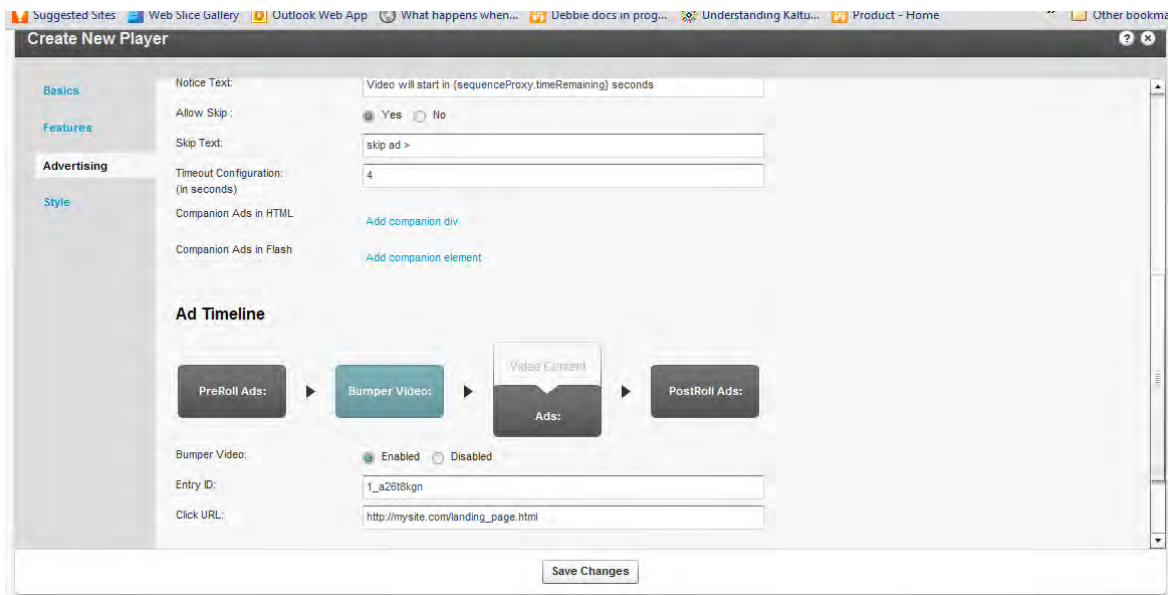 Suggested Sites Web Slice Gallery Outlook Web App What happens when... Debbie docs in prog... Understanding Kaltu... Product - Home » Other bookma
Create New Player
Basics
Features
Advertising
Style
Notice Text: Video will start in {sequenceProxy.timeRemaining} seconds
Allow Skip : Yes No
Skip Text: skip ad >
Timeout Configuration: 4
(in seconds)
Companion Ads in HTML Add companion div
Companion Ads in Flash Add companion element
Ad Timeline
Video Content
PreRoll Ads: Bumper Video: PostRoll Ads:
Ads:
Bumper Video: Enabled Disabled
Entry ID: 1_a26t8kgn
Click URL: http://mysite.com/landing_page.html
Save Changes